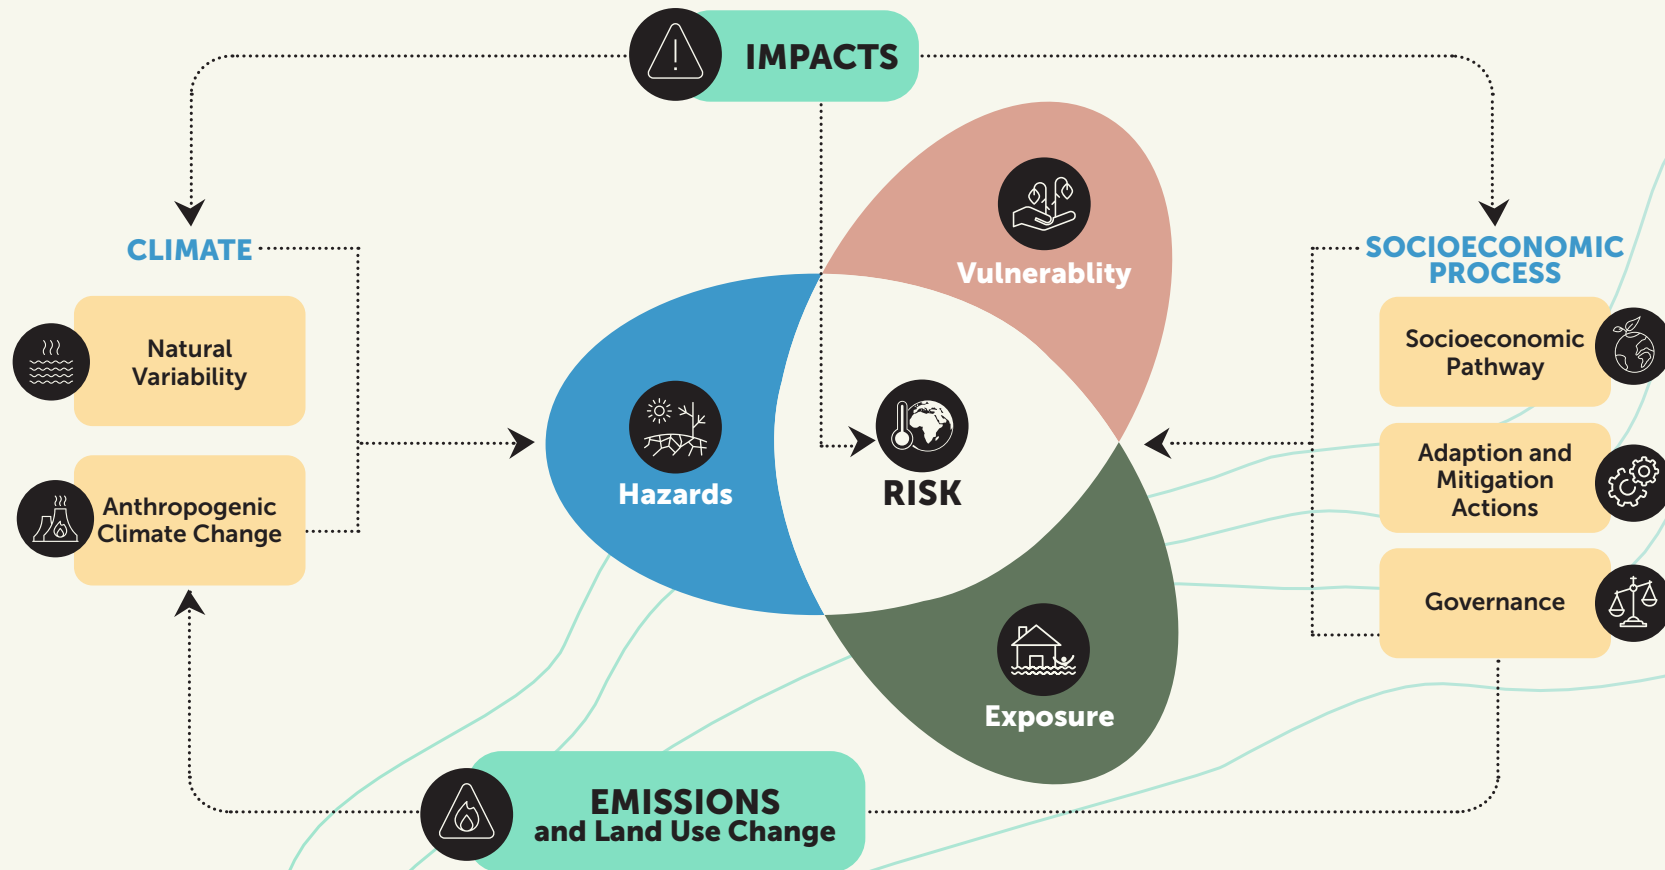 IMPACTS
CLIMATE
Natural
Variability
Anthropogenic
Climate Change
Vulnerablity
Hazards
RISK
Exposure
SOCIOECONOMIC
PROCESS
Socioeconomic
Pathway
Adaption and
Mitigation
Actions
Governance
EMISSIONS
and Land Use Change